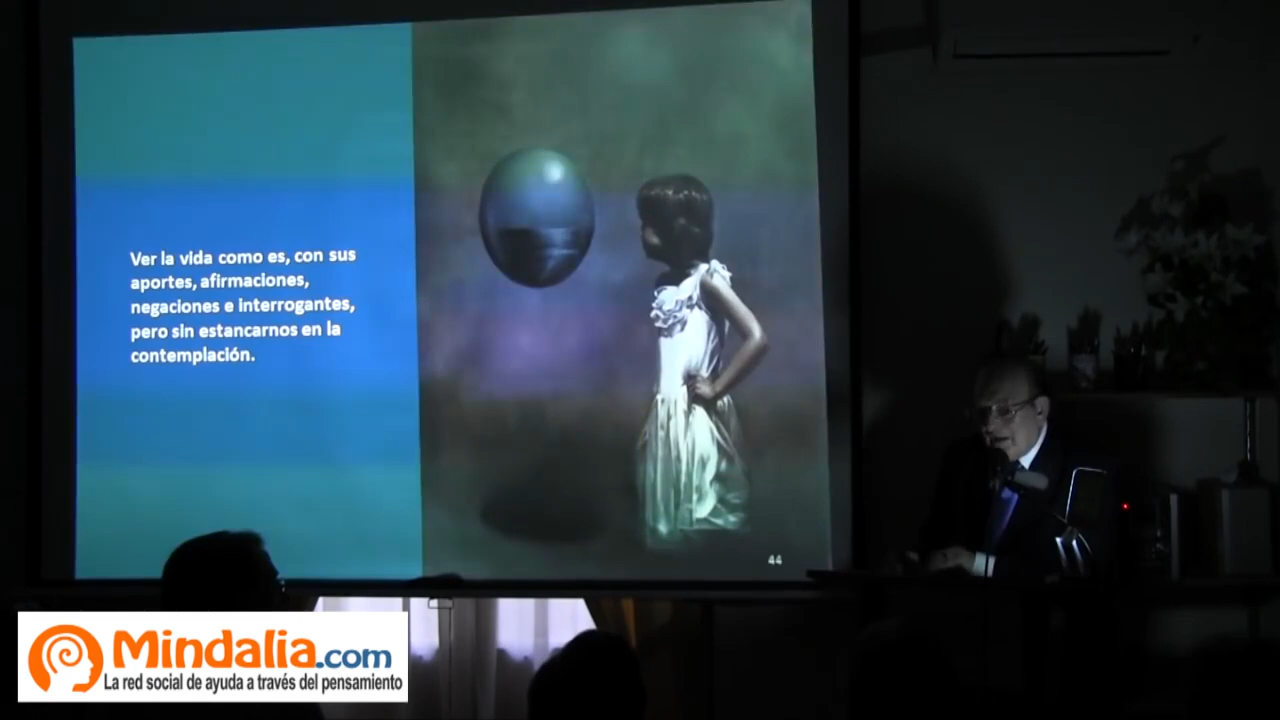 Ver la vida como es, con sus
aportes, afirmaciones,
negaciones e interrogantes,
pero sin estancarnos en la
contemplación.
44
Mindalia.com
La red social de ayuda a través del pensamiento